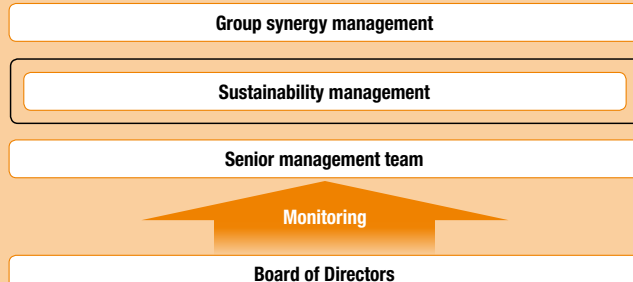 Group synergy management
Sustainability management
Senior management team
Monitoring
Board of Directors